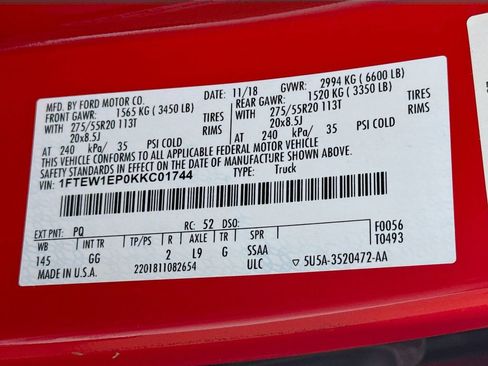 MFD. BY FORD MOTOR CO.
DATE: 11/18 GVWR: 2994 KG ( 6600 LB)
FRONT GAWR: 1565 KG ( 3450 LB) REAR GAWR: 1520 KG ( 3350 LB)
WITH 275/55R20 113T TIRES WITH 275/55R20 113T TIRES
20x8.5J RIMS 20x8.5J RIMS
AT 240 kPa/ 35 PSI COLD AT 240 kPa/ 35 PSI COLD
THIS VEHICLE CONFORMS TO ALL APPLICABLE FEDERAL MOTOR VEHICLE
SAFETY STANDARDS IN EFFECT ON THE DATE OF MANUFACTURE SHOWN ABOVE.
VIN: 1FTEW1EP0KKC01744 TYPE: Truck
EXT PNT: PQ RC: 52 DSO: F0056
WB INT TR TP/PS R AXLE TR SPR T0493
145 GG 2 L9 G SSAA
MADE IN U.S.A. 2201811082654 ULC ▽ 5U5A-3520472-AA